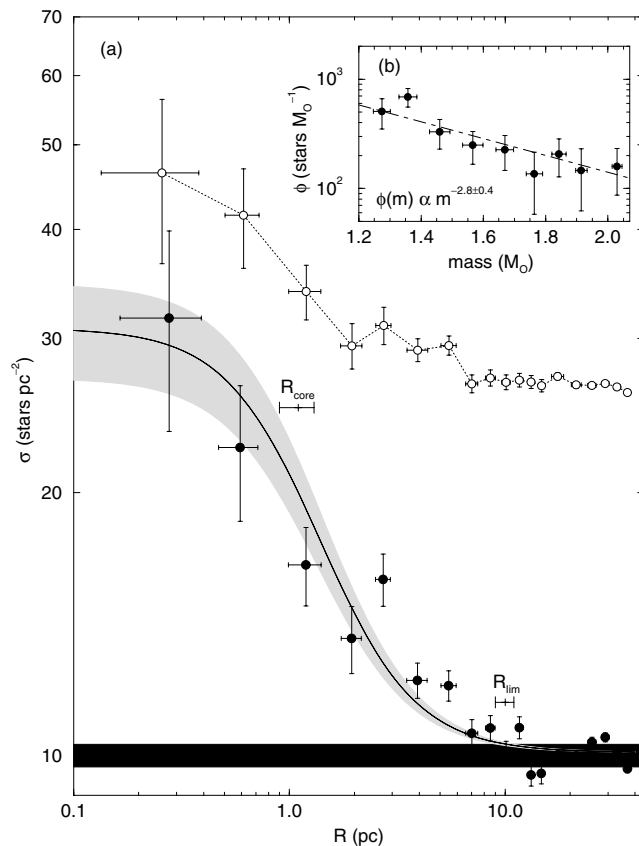 70
(a)
60
50
40
30
20
10
σ (stars pc⁻²)
R_core
R_lim
0.1 1.0 10.0
R (pc)
(b)
10³
10²
ϕ (stars M_O⁻¹)
ϕ(m) α m^−2.8±0.4
1.2 1.4 1.6 1.8 2.0
mass (M_O)